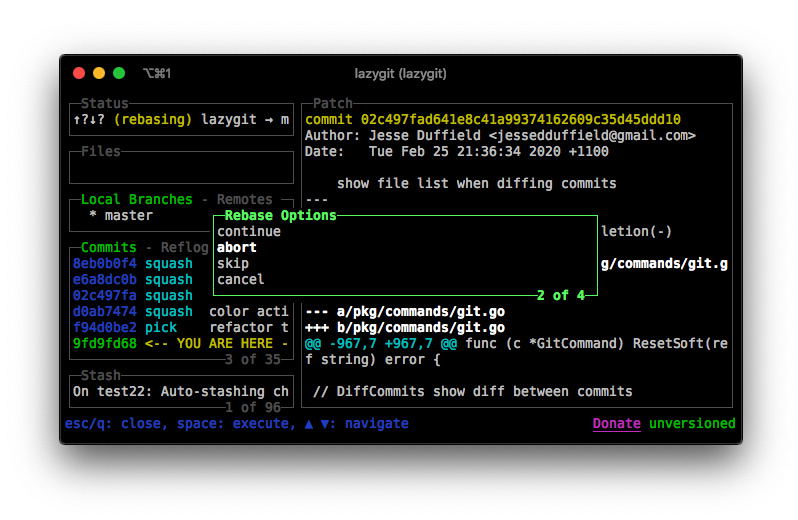 ⌥⌘1 lazygit (lazygit)
Status
↑?↓? (rebasing) lazygit → m
Files
Local Branches - Remotes
* master
Commits - Reflog
8eb0b0f4 squash
e6a8dc0b squash
02c497fa squash
d0ab7474 squash color acti
f94d0be2 pick refactor t
9fd9fd68 <-- YOU ARE HERE -
3 of 35
Stash
On test22: Auto-stashing ch
1 of 96
Patch
commit 02c497fad641e8c41a99374162609c35d45ddd10
Author: Jesse Duffield <jessedduffield@gmail.com>
Date: Tue Feb 25 21:36:34 2020 +1100
show file list when diffing commits
---
letion(-)
g/commands/git.g
--- a/pkg/commands/git.go
+++ b/pkg/commands/git.go
@@ -967,7 +967,7 @@ func (c *GitCommand) ResetSoft(re
f string) error {
// DiffCommits show diff between commits
Rebase Options
continue
abort
skip
cancel
2 of 4
esc/q: close, space: execute, ▲ ▼: navigate
Donate unversioned